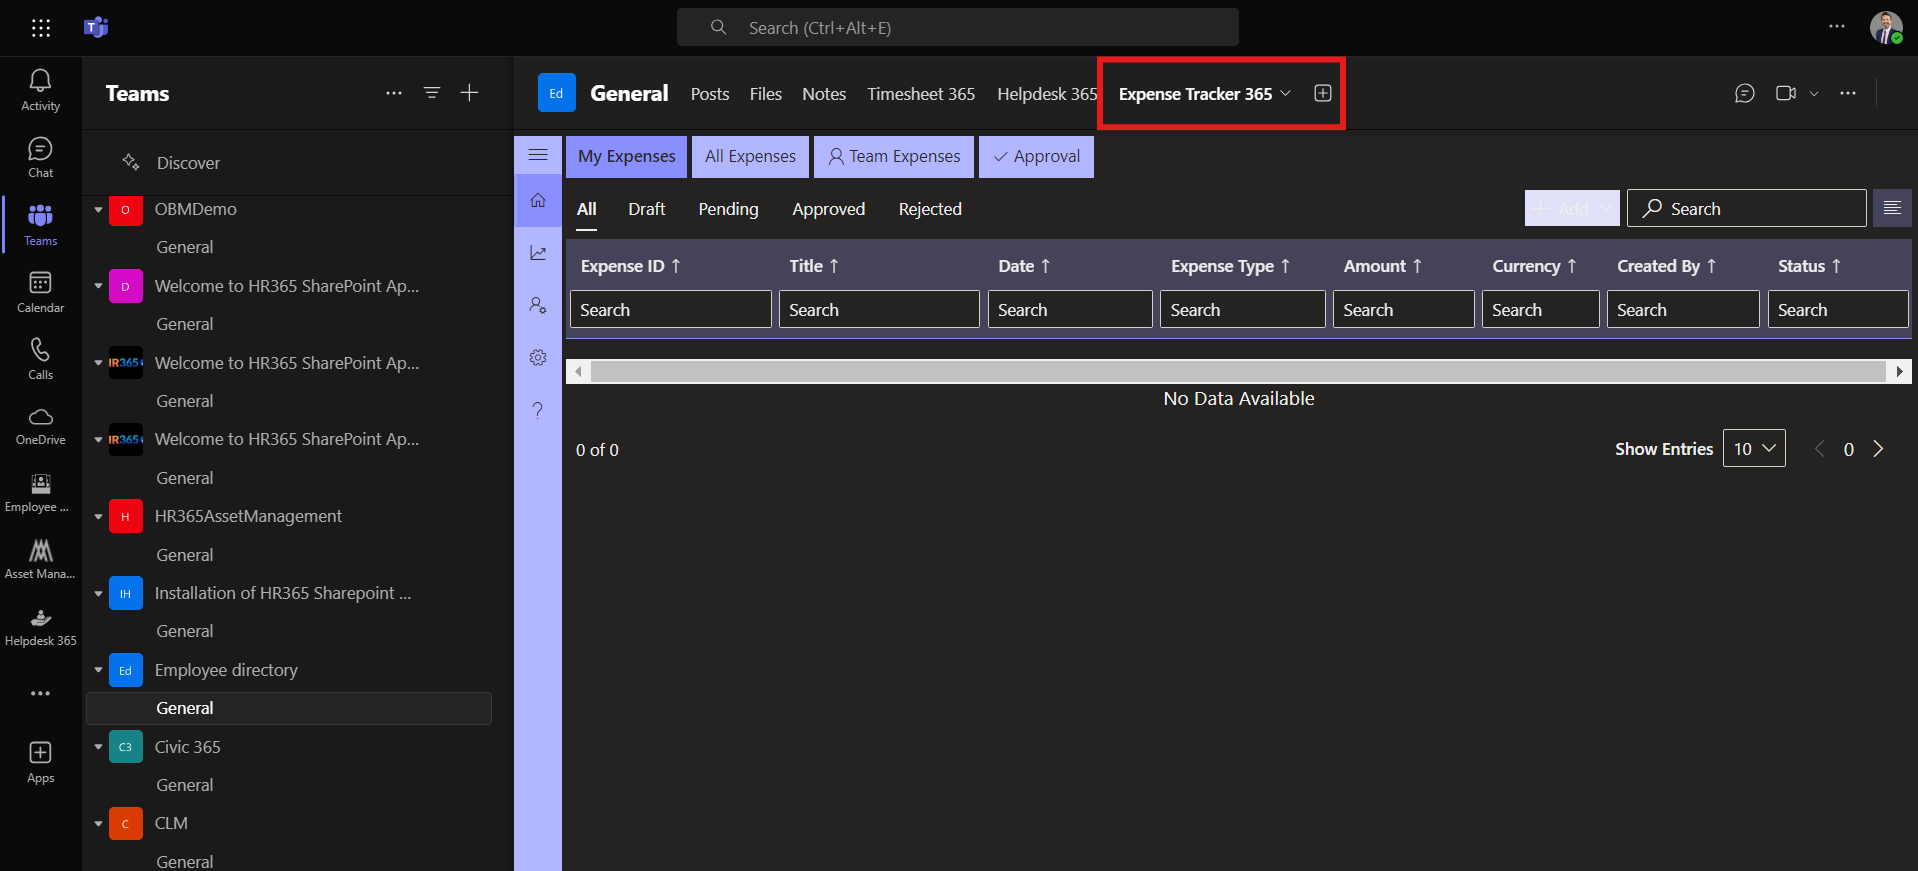 Search (Ctrl+Alt+E)
Activity
Chat
Teams
Calendar
Calls
OneDrive
Employee ...
Asset Mana...
Helpdesk 365
Apps
Teams
Discover
O OBMDemo
General
D Welcome to HR365 SharePoint Ap...
General
IR365 Welcome to HR365 SharePoint Ap...
General
IR365 Welcome to HR365 SharePoint Ap...
General
H HR365AssetManagement
General
IH Installation of HR365 Sharepoint ...
General
Ed Employee directory
General
C3 Civic 365
General
C CLM
General
Ed General Posts Files Notes Timesheet 365 Helpdesk 365 Expense Tracker 365
My Expenses All Expenses Team Expenses Approval
All Draft Pending Approved Rejected
+ Add Search
Expense ID ↑ Title ↑ Date ↑ Expense Type ↑ Amount ↑ Currency ↑ Created By ↑ Status ↑
Search Search Search Search Search Search Search Search
No Data Available
0 of 0 Show Entries 10 0